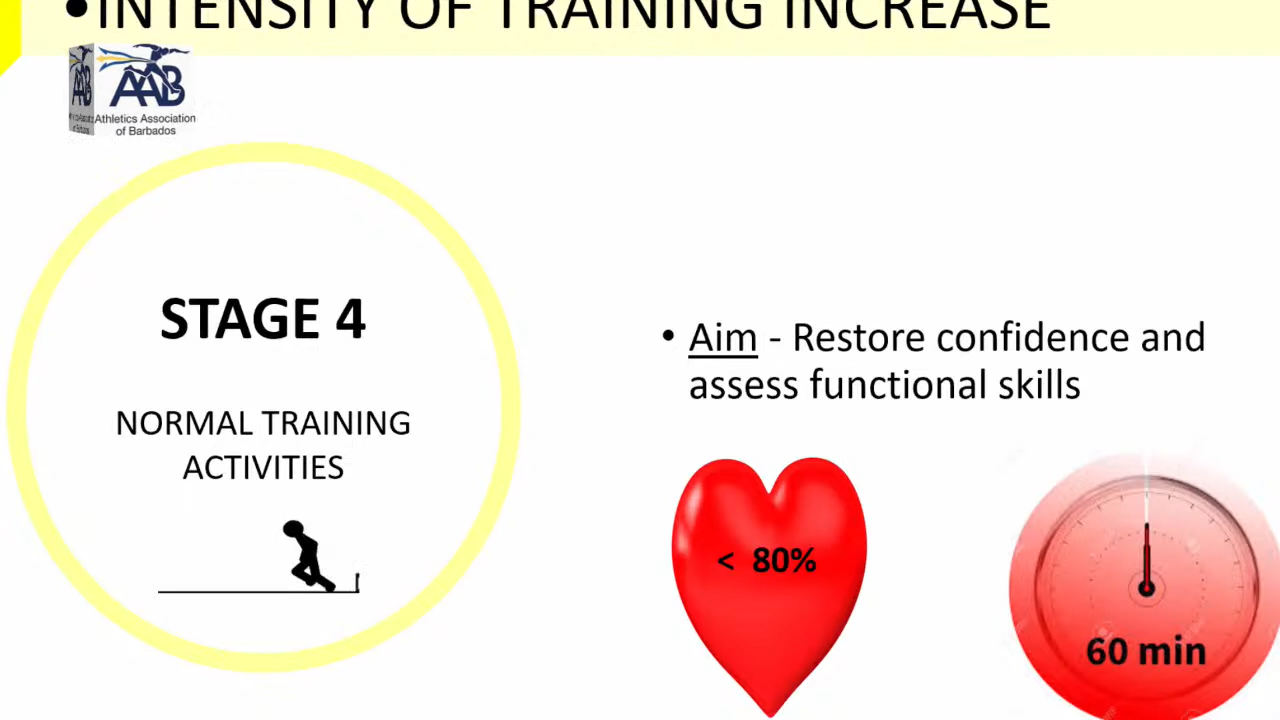 •INTENSITY OF TRAINING INCREASE
AAB
Athletics Association
of Barbados
STAGE 4
NORMAL TRAINING
ACTIVITIES
• Aim - Restore confidence and
assess functional skills
< 80%
60 min